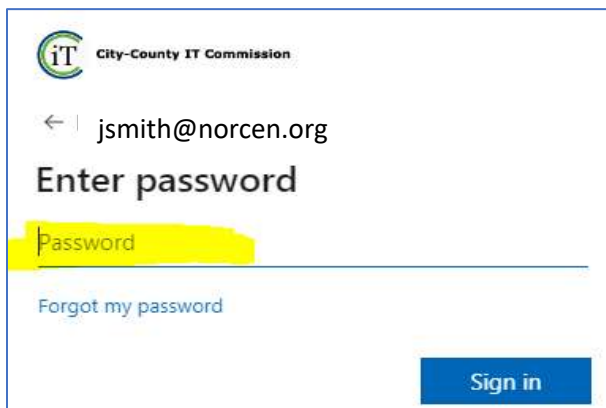 iT City-County IT Commission
← jsmith@norcen.org
Enter password
Password
Forgot my password
Sign in